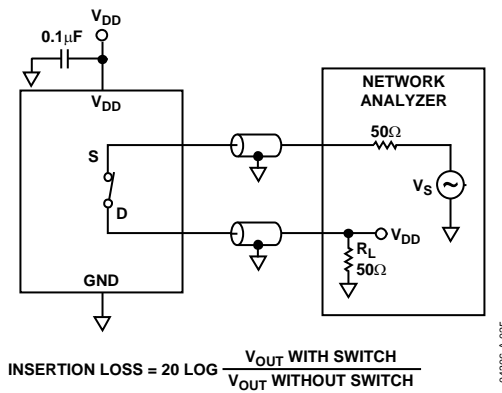 V_DD
0.1μF
V_DD
NETWORK
ANALYZER
50Ω
S
V_S
D
V_DD
R_L
50Ω
GND
INSERTION LOSS = 20 LOG V_OUT WITH SWITCH
V_OUT WITHOUT SWITCH